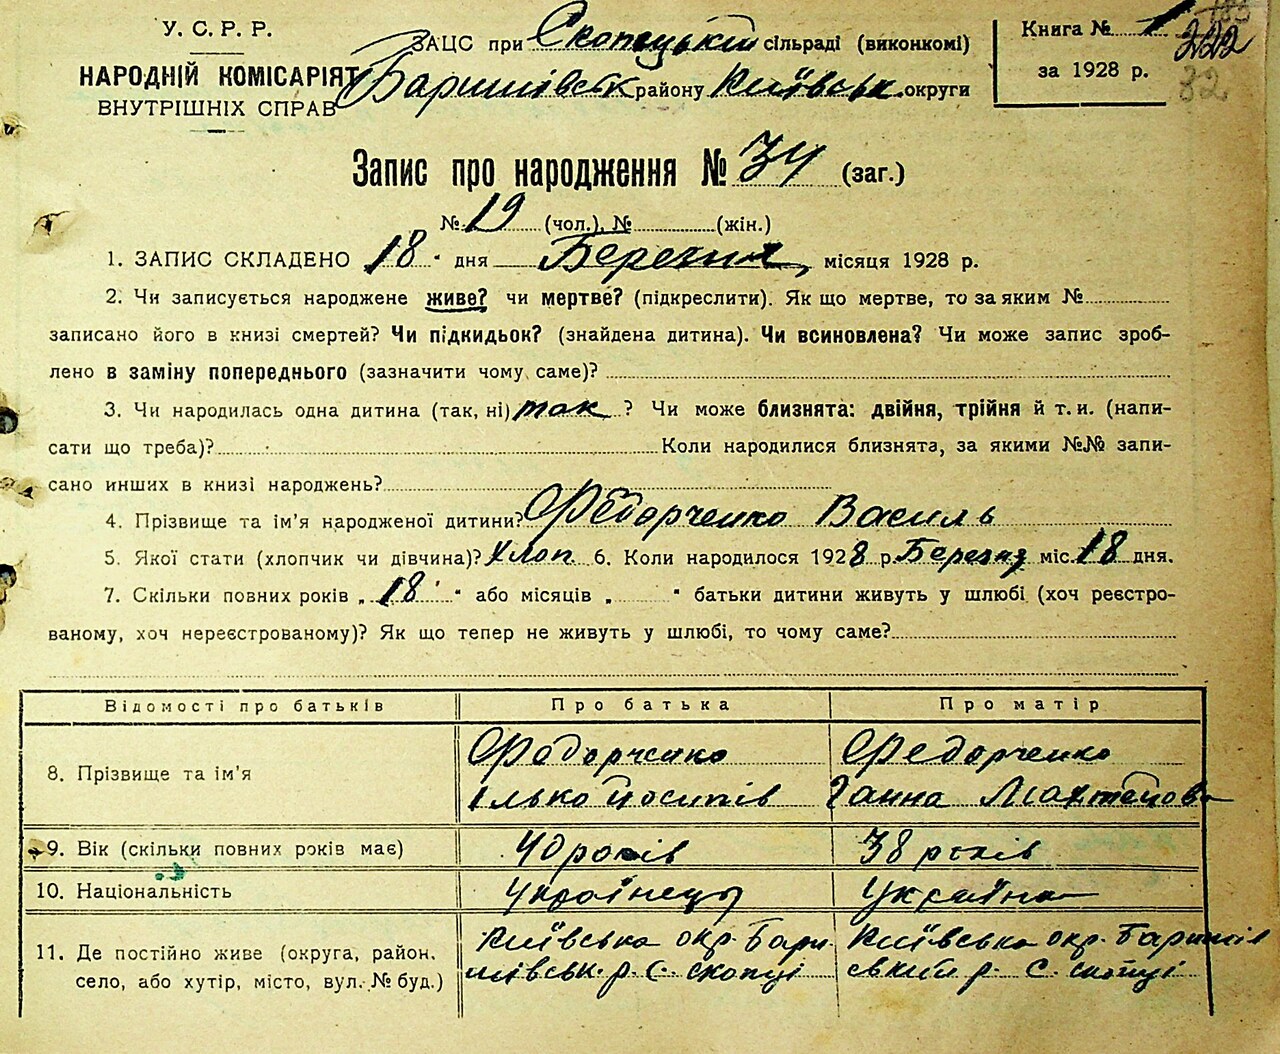 У. С. Р. Р.
НАРОДНІЙ КОМІСАРІЯТ
ВНУТРІШНІХ СПРАВ
ЗАЦС при Скопецькій сільраді (виконкомі)
Баришівськ району Київськ. округи
Книга № 1
за 1928 р.
222
32
Запис про народження № 34 (заг.)
№ 19 (чол.), № (жін.)
1. ЗАПИС СКЛАДЕНО 18 " дня Березня, місяця 1928 р.
2. Чи записується народжене живе? чи мертве? (підкреслити). Як що мертве, то за яким №
записано його в книзі смертей? Чи підкидьок? (знайдена дитина). Чи всиновлена? Чи може запис зроб-
лено в заміну попереднього (зазначити чому саме)?
3. Чи народилась одна дитина (так, ні) так ? Чи може близнята: двійня, трійня й т. и. (напи-
сати що треба)? Коли народилися близнята, за якими №№ запи-
сано инших в книзі народжень?
4. Прізвище та ім'я народженої дитини? Федорченко Василь
5. Якої стати (хлопчик чи дівчина)? Хлоп. 6. Коли народилося 1928 р. Березня міс. 18 дня.
7. Скільки повних років „ 18 " або місяців „ " батьки дитини живуть у шлюбі (хоч реєстро-
ваному, хоч нереєстрованому)? Як що тепер не живуть у шлюбі, то чому саме?
Відомості про батьків Про батька Про матір
8. Прізвище та ім'я
Федорченко
Ілько Йосипів
Федорченко
Ганна
9. Вік (скільки повних років має) 40 років 38 років
10. Національність Українець Українка
11. Де постійно живе (округа, район,
село, або хутір, місто, вул. № буд.)
Київська окр. Бари
шівськ. р. С. Скопці
Київська окр. Баришів
ський р. С. Скопці